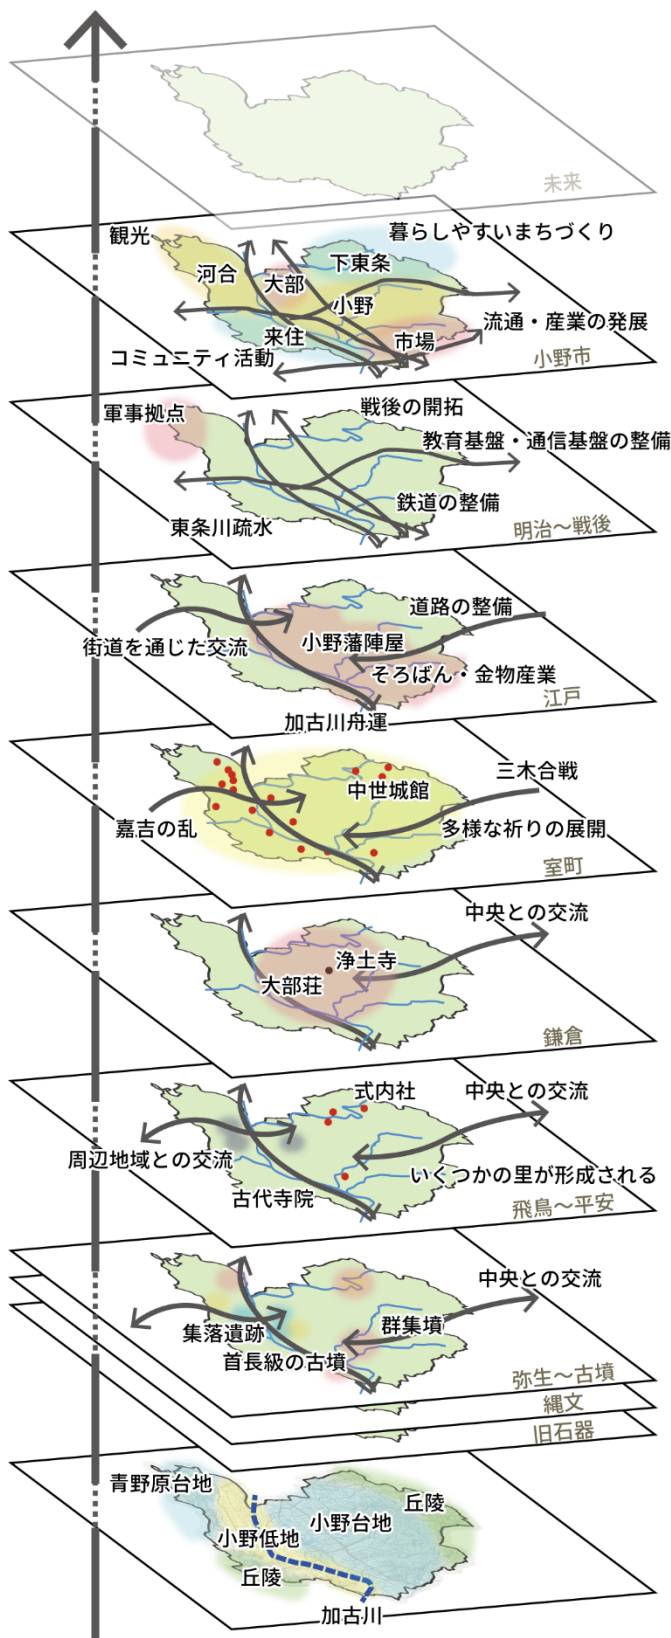 未来
観光
暮らしやすいまちづくり
下東条
河合
大部
小野
流通・産業の発展
来住
市場
コミュニティ活動
小野市
軍事拠点
戦後の開拓
教育基盤・通信基盤の整備
鉄道の整備
東条川疏水
明治～戦後
道路の整備
小野藩陣屋
街道を通じた交流
そろばん・金物産業
江戸
加古川舟運
三木合戦
中世城館
嘉吉の乱
多様な祈りの展開
室町
中央との交流
浄土寺
大部荘
鎌倉
式内社
中央との交流
周辺地域との交流
いくつかの里が形成される
古代寺院
飛鳥～平安
中央との交流
集落遺跡
群集墳
首長級の古墳
弥生～古墳
縄文
旧石器
青野原台地
丘陵
小野台地
小野低地
丘陵
加古川